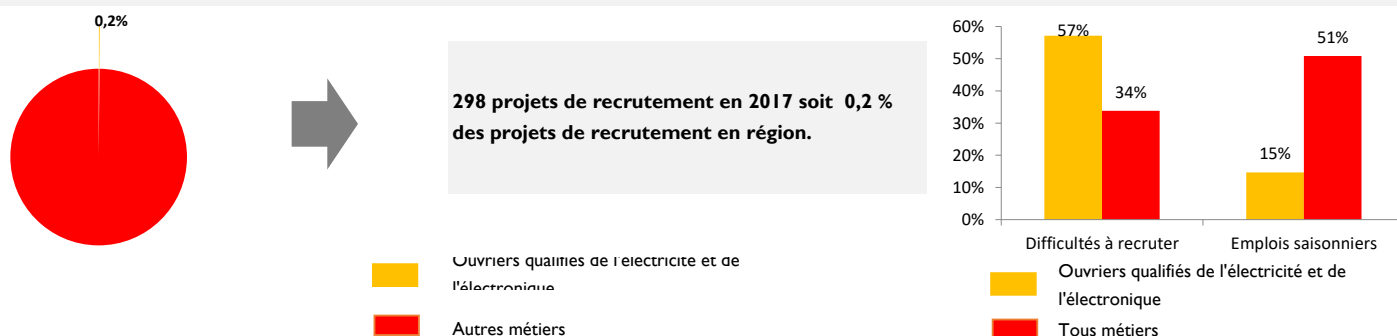 0,2%
298 projets de recrutement en 2017 soit 0,2 %
des projets de recrutement en région.
Ouvriers qualifiés de l'électricité et de
l'électronique
Autres métiers
60%
50%
40%
30%
20%
10%
0%
57%
34%
15%
51%
Difficultés à recruter
Emplois saisonniers
Ouvriers qualifiés de l'électricité et de
l'électronique
Tous métiers